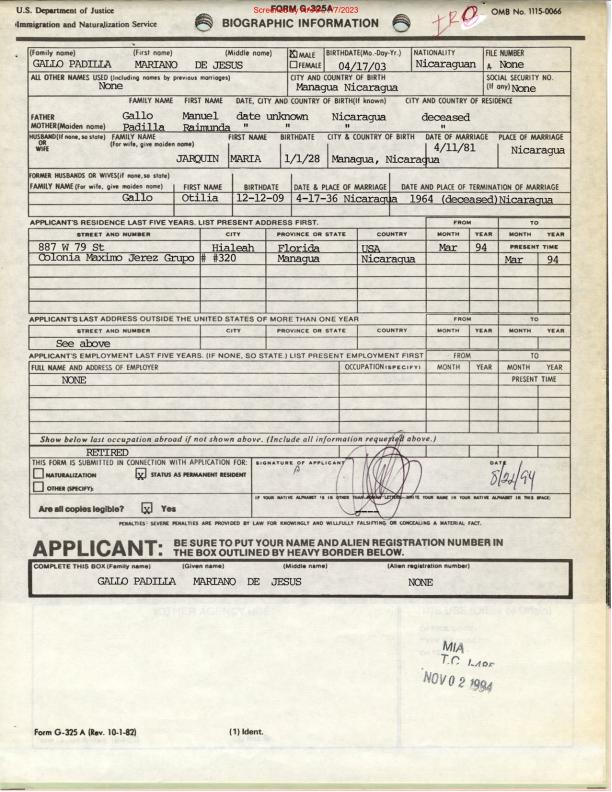 U.S. Department of Justice
Immigration and Naturalization Service
FORM G-325A
BIOGRAPHIC INFORMATION
OMB No. 1115-0066
(Family name) (First name) (Middle name) MALE BIRTHDATE(Mo.-Day-Yr.) NATIONALITY FILE NUMBER
GALLO PADILLA MARIANO DE JESUS X FEMALE 04/17/03 Nicaraguan A None
ALL OTHER NAMES USED (Including names by previous marriages) CITY AND COUNTRY OF BIRTH SOCIAL SECURITY NO.
None Managua Nicaragua (If any) None
FAMILY NAME FIRST NAME DATE, CITY AND COUNTRY OF BIRTH(If known) CITY AND COUNTRY OF RESIDENCE
FATHER Gallo Manuel date unknown Nicaragua deceased
MOTHER(Maiden name) Padilla Raimunda " " "
HUSBAND(If none, so state) OR WIFE FAMILY NAME (For wife, give maiden name) FIRST NAME BIRTHDATE CITY & COUNTRY OF BIRTH DATE OF MARRIAGE PLACE OF MARRIAGE
JARQUIN MARIA 1/1/28 Managua, Nicaragua 4/11/81 Nicaragua
FORMER HUSBANDS OR WIVES(if none,so state)
FAMILY NAME (For wife, give maiden name) FIRST NAME BIRTHDATE DATE & PLACE OF MARRIAGE DATE AND PLACE OF TERMINATION OF MARRIAGE
Gallo Otilia 12-12-09 4-17-36 Nicaragua 1964 (deceased)Nicaragua
APPLICANT'S RESIDENCE LAST FIVE YEARS. LIST PRESENT ADDRESS FIRST. FROM TO
STREET AND NUMBER CITY PROVINCE OR STATE COUNTRY MONTH YEAR MONTH YEAR
887 W 79 St Hialeah Florida USA Mar 94 PRESENT TIME
Colonia Maximo Jerez Grupo # #320 Managua Nicaragua Mar 94
APPLICANT'S LAST ADDRESS OUTSIDE THE UNITED STATES OF MORE THAN ONE YEAR FROM TO
STREET AND NUMBER CITY PROVINCE OR STATE COUNTRY MONTH YEAR MONTH YEAR
See above
APPLICANT'S EMPLOYMENT LAST FIVE YEARS. (IF NONE, SO STATE.) LIST PRESENT EMPLOYMENT FIRST FROM TO
FULL NAME AND ADDRESS OF EMPLOYER OCCUPATION (SPECIFY) MONTH YEAR MONTH YEAR
NONE PRESENT TIME
Show below last occupation abroad if not shown above. (Include all information requested above.)
RETIRED
THIS FORM IS SUBMITTED IN CONNECTION WITH APPLICATION FOR: SIGNATURE OF APPLICANT DATE
NATURALIZATION X STATUS AS PERMANENT RESIDENT 8/22/94
OTHER (SPECIFY):
IF YOUR NATIVE ALPHABET IS IN OTHER THAN ROMAN LETTERS, WRITE YOUR NAME IN YOUR NATIVE ALPHABET IN THIS SPACE:
Are all copies legible? X Yes
PENALTIES: SEVERE PENALTIES ARE PROVIDED BY LAW FOR KNOWINGLY AND WILLFULLY FALSIFYING OR CONCEALING A MATERIAL FACT.
APPLICANT: BE SURE TO PUT YOUR NAME AND ALIEN REGISTRATION NUMBER IN
THE BOX OUTLINED BY HEAVY BORDER BELOW.
COMPLETE THIS BOX (Family name) (Given name) (Middle name) (Alien registration number)
GALLO PADILLA MARIANO DE JESUS NONE
MIA
NOV 02 1994
Form G-325 A (Rev. 10-1-82) (1) Ident.